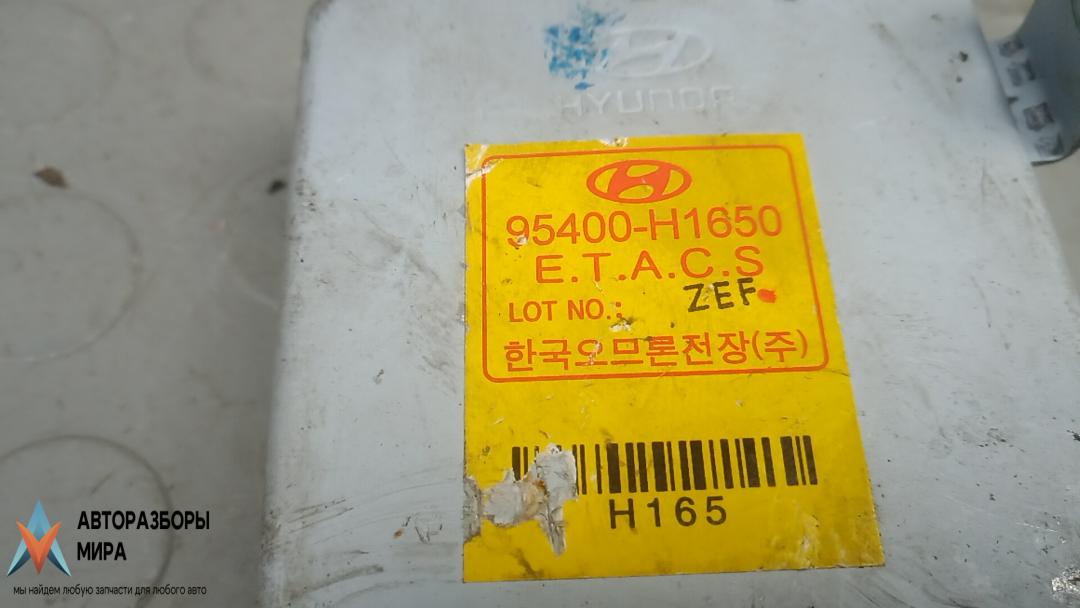 HYUNDAI
95400-H1650
E.T.A.C.S
LOT NO.: ZEF
한국오므론전장(주)
H165
АВТОРАЗБОРЫ
МИРА
мы найдем любую запчасти для любого авто